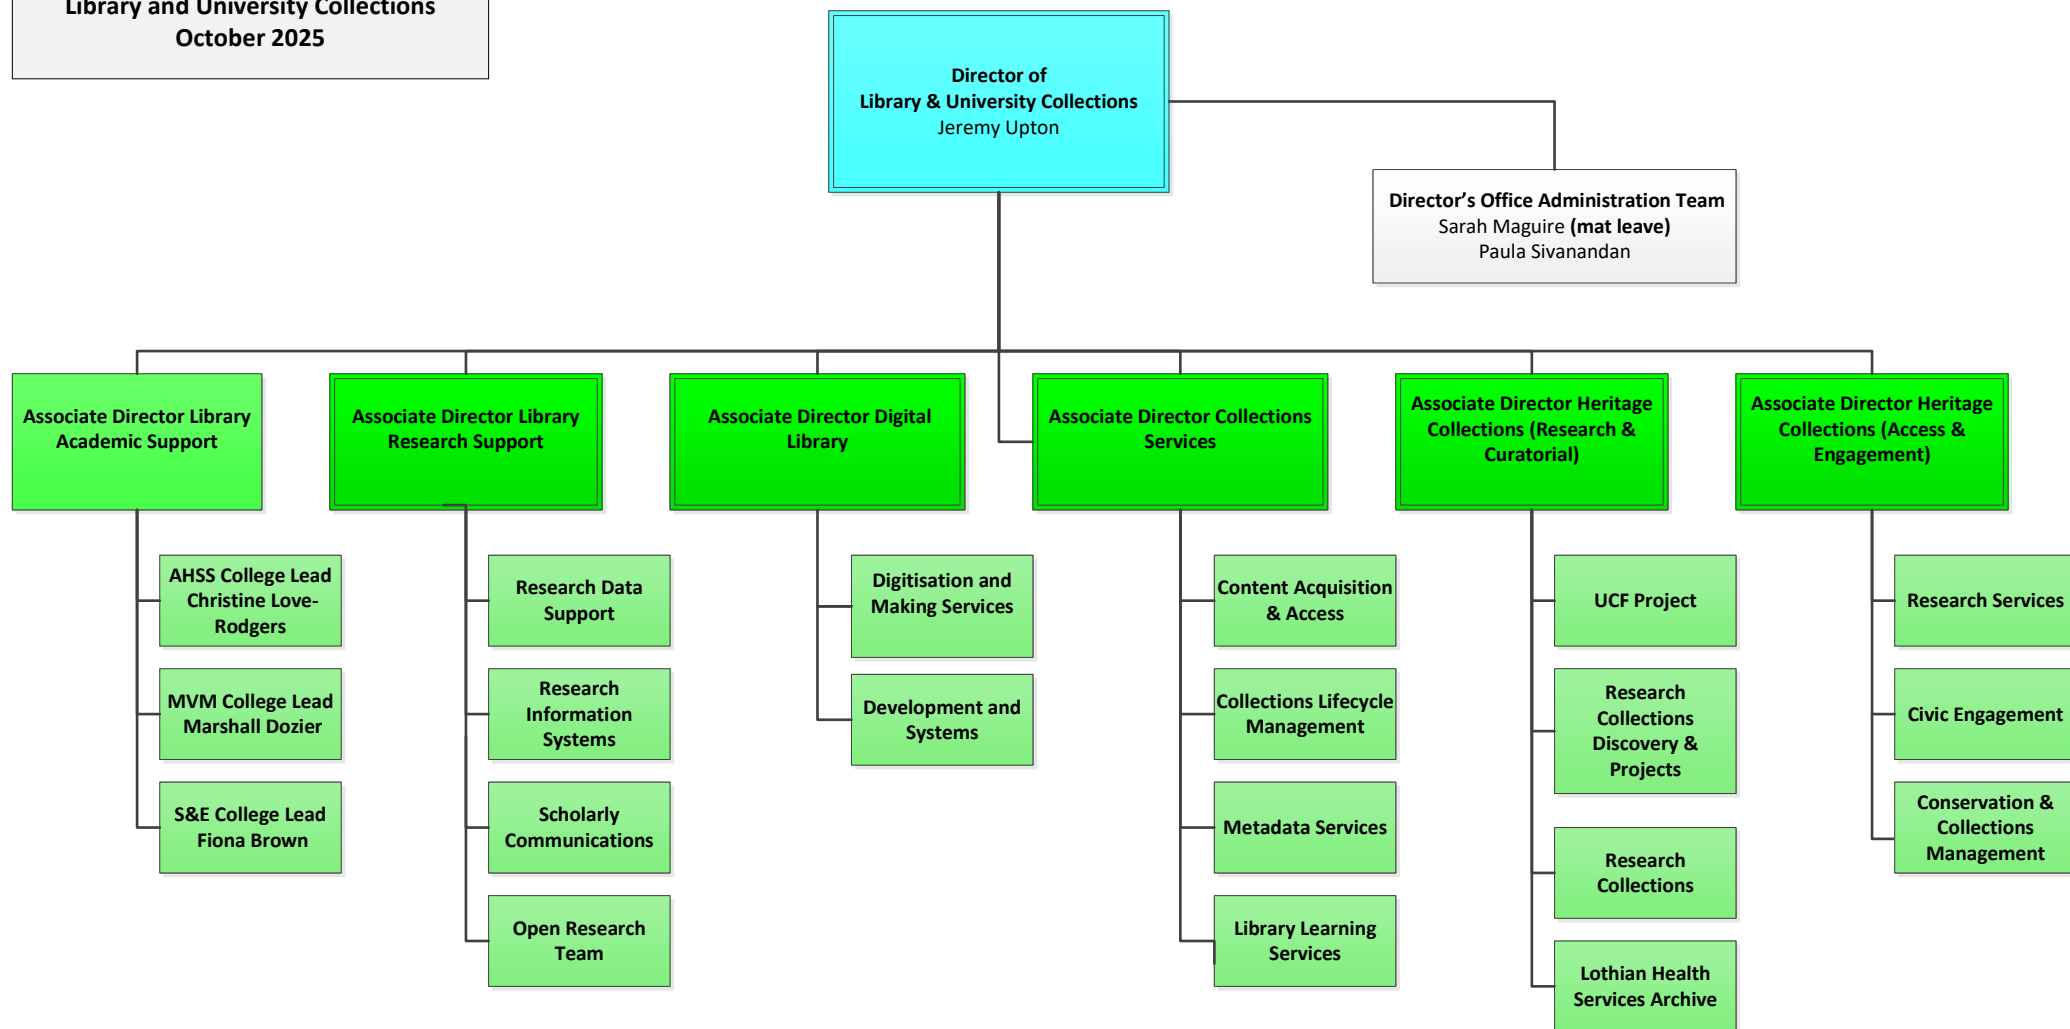 Library and University Collections
October 2025
Director of
Library & University Collections
Jeremy Upton
Director’s Office Administration Team
Sarah Maguire (mat leave)
Paula Sivanandan
Associate Director Library
Academic Support
Associate Director Library
Research Support
Associate Director Digital
Library
Associate Director Collections
Services
Associate Director Heritage
Collections (Research &
Curatorial)
Associate Director Heritage
Collections (Access &
Engagement)
AHSS College Lead
Christine Love-
Rodgers
MVM College Lead
Marshall Dozier
S&E College Lead
Fiona Brown
Research Data
Support
Research
Information
Systems
Scholarly
Communications
Open Research
Team
Digitisation and
Making Services
Development and
Systems
Content Acquisition
& Access
Collections Lifecycle
Management
Metadata Services
Library Learning
Services
UCF Project
Research
Collections
Discovery &
Projects
Research
Collections
Lothian Health
Services Archive
Research Services
Civic Engagement
Conservation &
Collections
Management